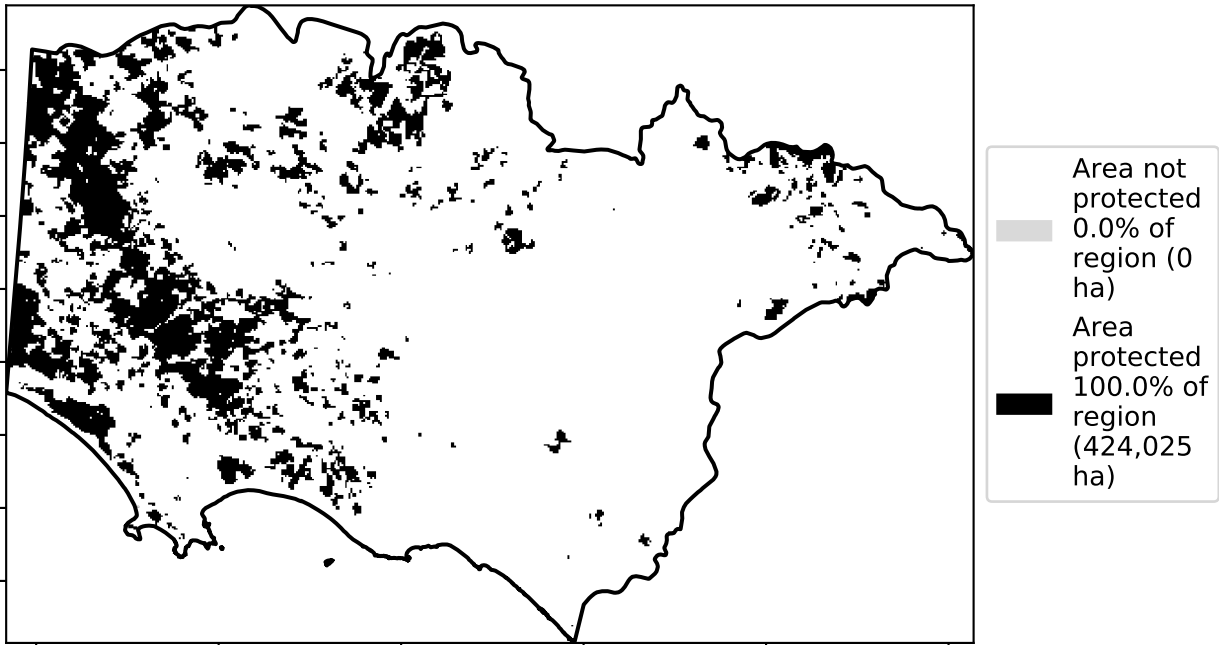 Area not
protected
0.0% of
region (0
ha)
Area
protected
100.0% of
region
(424,025
ha)